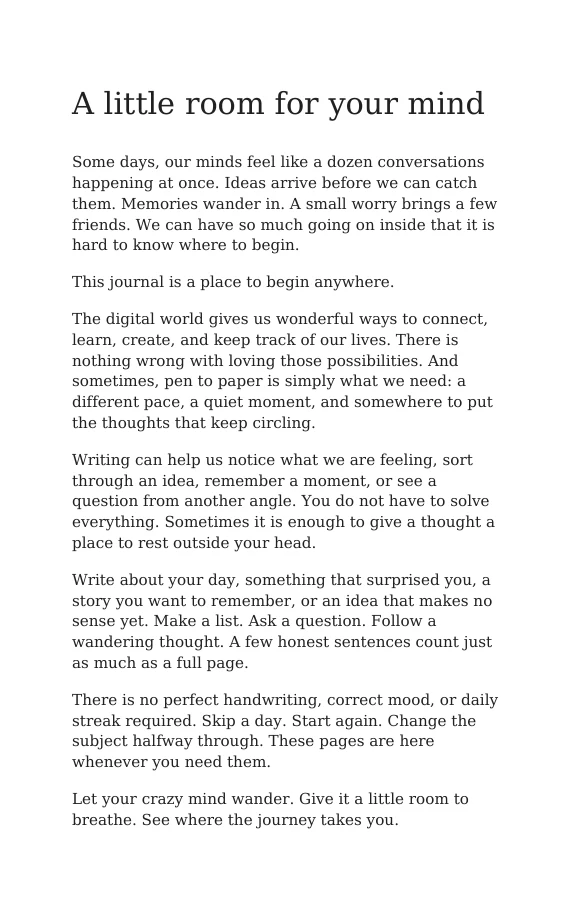 A little room for your mind
Some days, our minds feel like a dozen conversations
happening at once. Ideas arrive before we can catch
them. Memories wander in. A small worry brings a few
friends. We can have so much going on inside that it is
hard to know where to begin.
This journal is a place to begin anywhere.
The digital world gives us wonderful ways to connect,
learn, create, and keep track of our lives. There is
nothing wrong with loving those possibilities. And
sometimes, pen to paper is simply what we need: a
different pace, a quiet moment, and somewhere to put
the thoughts that keep circling.
Writing can help us notice what we are feeling, sort
through an idea, remember a moment, or see a
question from another angle. You do not have to solve
everything. Sometimes it is enough to give a thought a
place to rest outside your head.
Write about your day, something that surprised you, a
story you want to remember, or an idea that makes no
sense yet. Make a list. Ask a question. Follow a
wandering thought. A few honest sentences count just
as much as a full page.
There is no perfect handwriting, correct mood, or daily
streak required. Skip a day. Start again. Change the
subject halfway through. These pages are here
whenever you need them.
Let your crazy mind wander. Give it a little room to
breathe. See where the journey takes you.